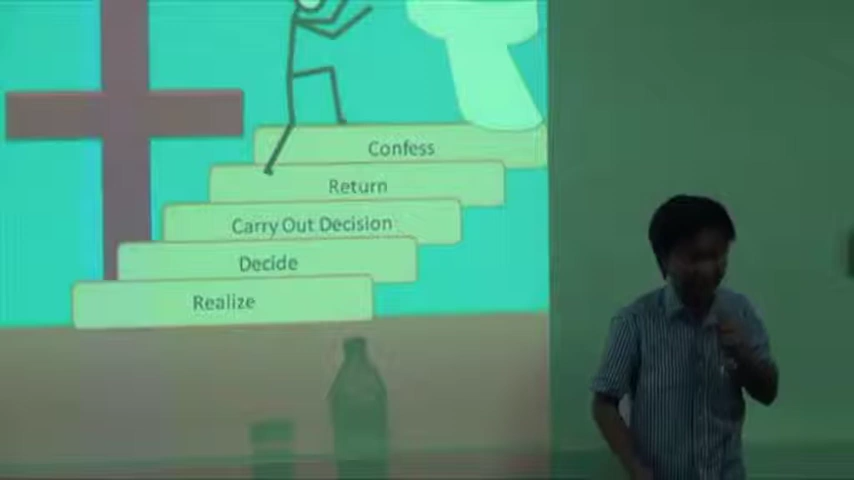 Confess
Return
Carry Out Decision
Decide
Realize